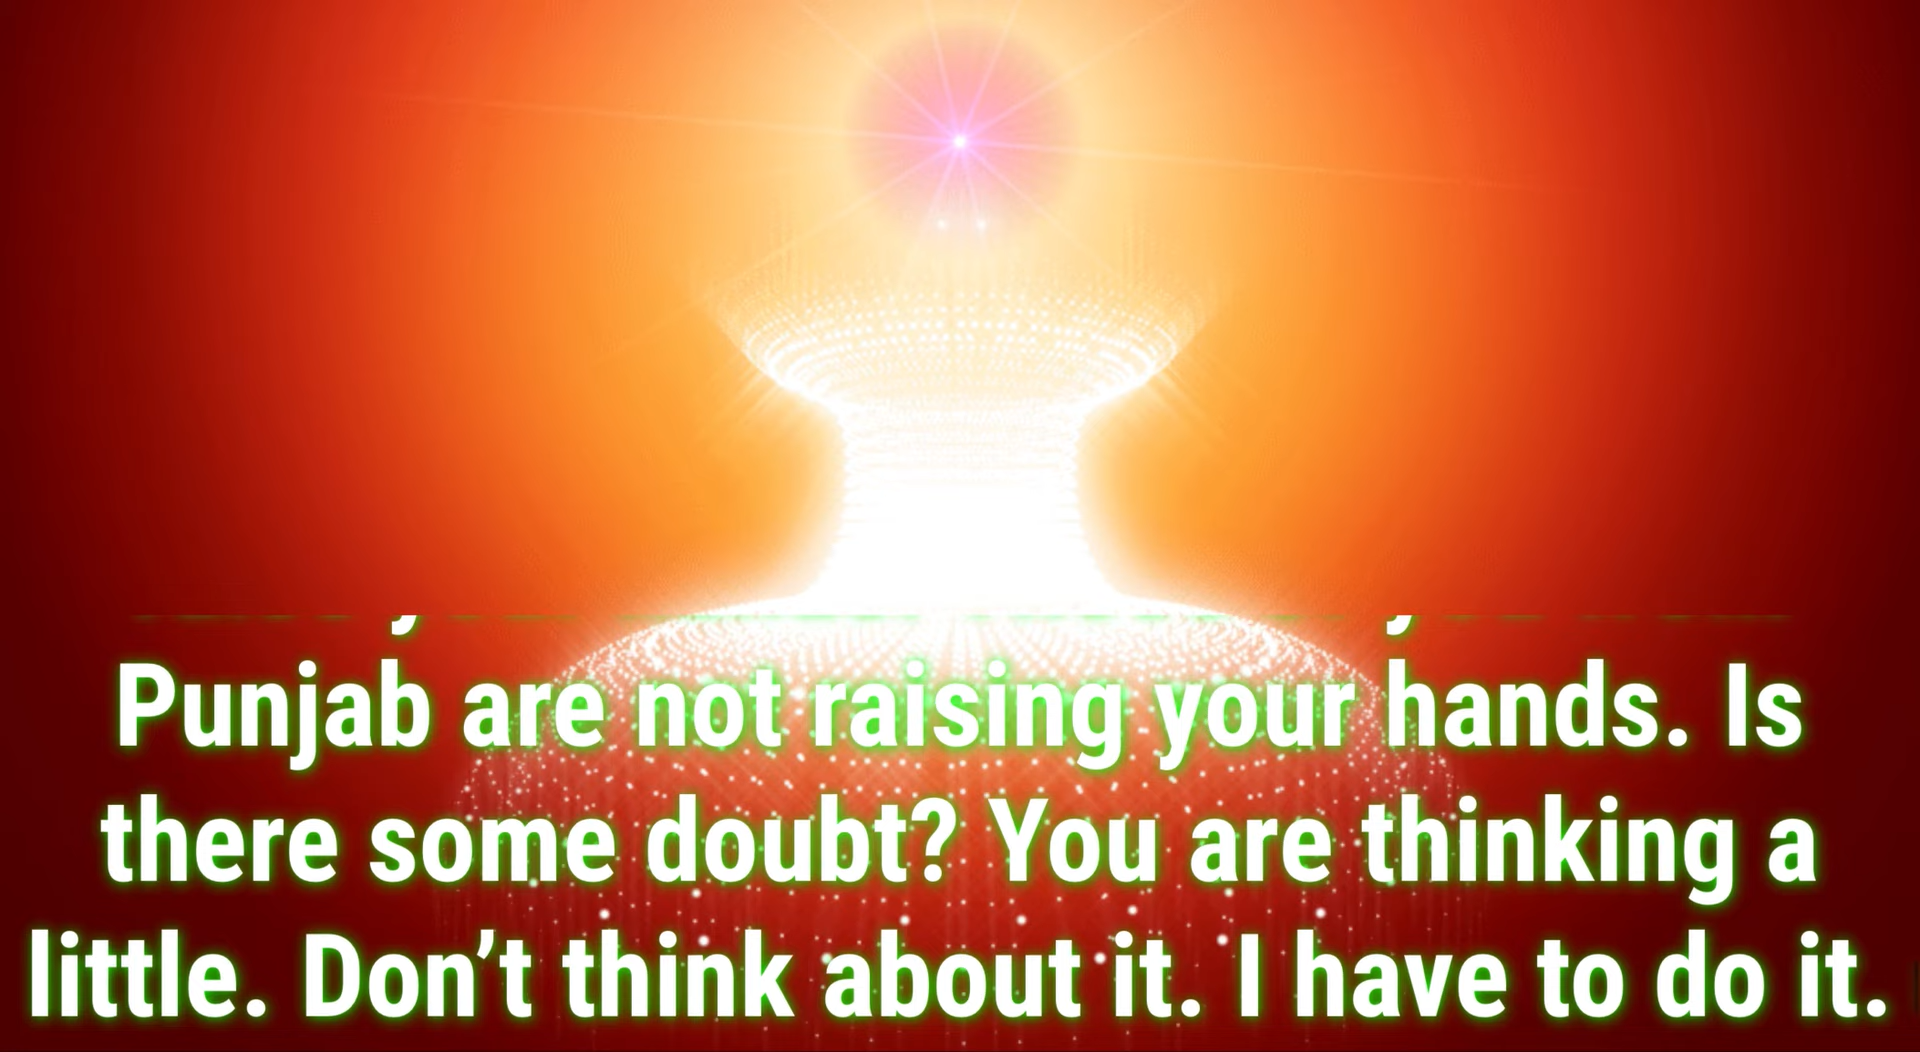 Punjab are not raising your hands. Is
there some doubt? You are thinking a
little. Don’t think about it. I have to do it.